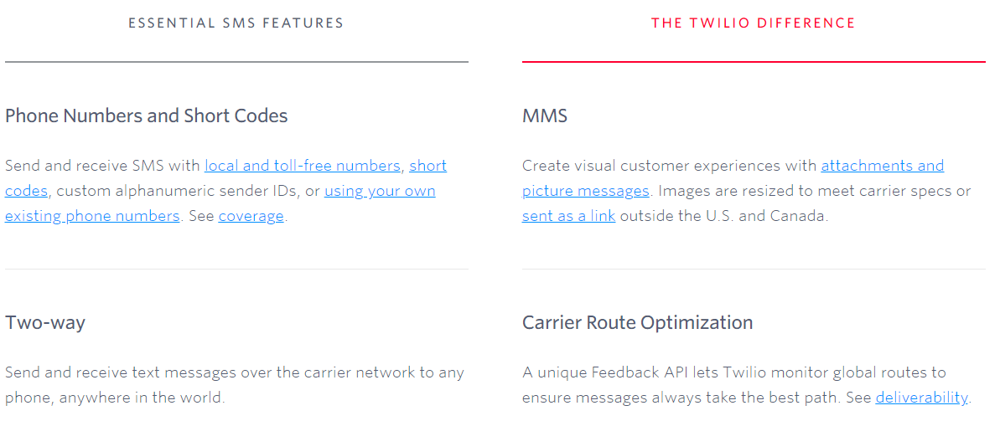 ESSENTIAL SMS FEATURES
Phone Numbers and Short Codes
Send and receive SMS with local and toll-free numbers, short
codes, custom alphanumeric sender IDs, or using your own
existing phone numbers. See coverage.
Two-way
Send and receive text messages over the carrier network to any
phone, anywhere in the world.
THE TWILIO DIFFERENCE
MMS
Create visual customer experiences with attachments and
picture messages. Images are resized to meet carrier specs or
sent as a link outside the U.S. and Canada.
Carrier Route Optimization
A unique Feedback API lets Twilio monitor global routes to
ensure messages always take the best path. See deliverability.